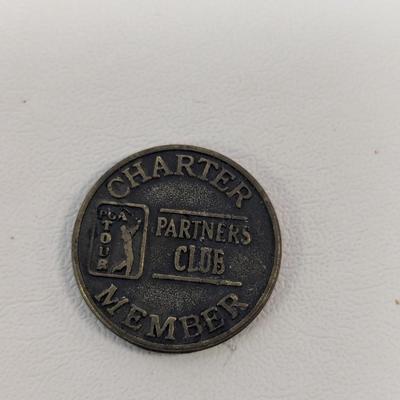 CHARTER
PGA
TOUR
PARTNERS
CLUB
MEMBER